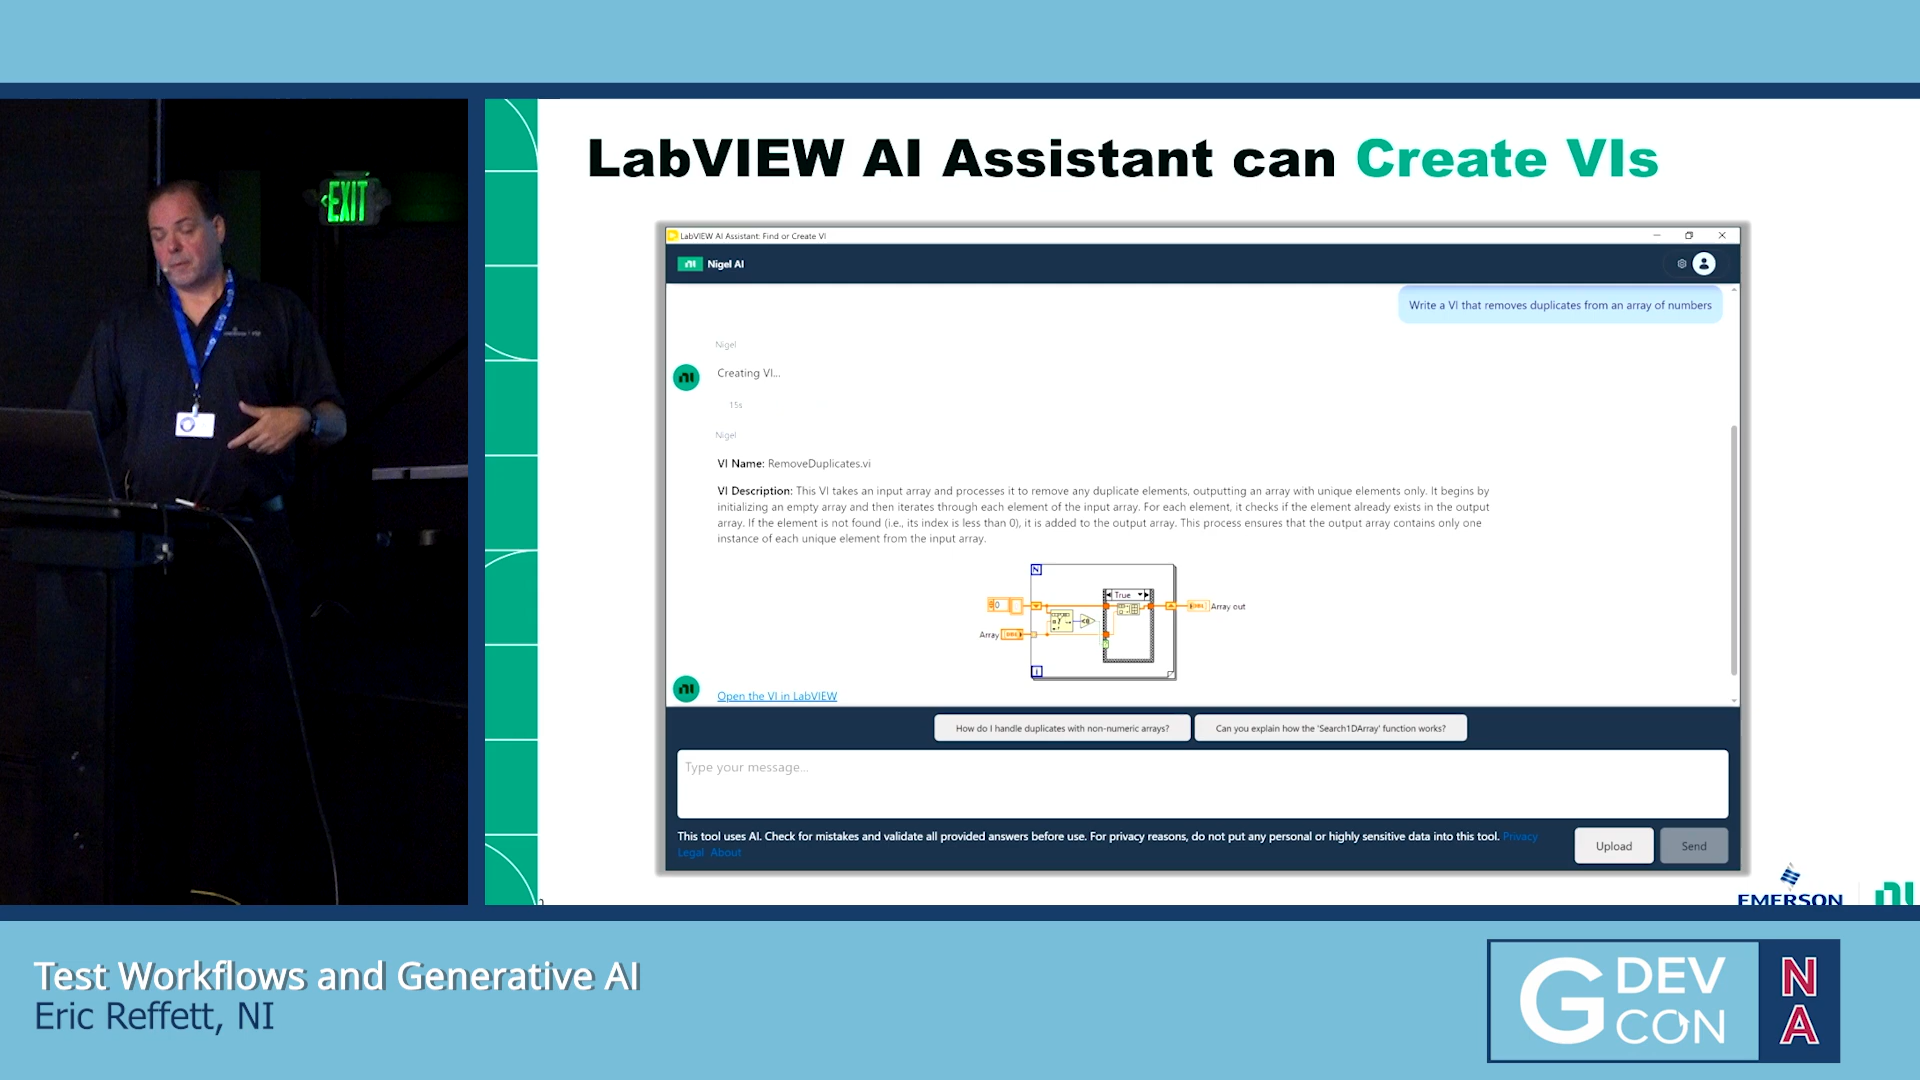 EXIT
LabVIEW AI Assistant can Create VIs
LabVIEW AI Assistant: Find or Create VI
Nigel AI
Write a VI that removes duplicates from an array of numbers
Nigel
Creating VI...
15s
Nigel
VI Name: RemoveDuplicates.vi
VI Description: This VI takes an input array and processes it to remove any duplicate elements, outputting an array with unique elements only. It begins by
initializing an empty array and then iterates through each element of the input array. For each element, it checks if the element already exists in the output
array. If the element is not found (i.e., its index is less than 0), it is added to the output array. This process ensures that the output array contains only one
instance of each unique element from the input array.
N
True
0
Array out
Array
i
Open the VI in LabVIEW
How do I handle duplicates with non-numeric arrays?
Can you explain how the 'Search1DArray' function works?
Type your message...
This tool uses AI. Check for mistakes and validate all provided answers before use. For privacy reasons, do not put any personal or highly sensitive data into this tool. Privacy
Legal About
Upload
Send
EMERSON
Test Workflows and Generative AI
Eric Reffett, NI
G DEV CON
NA